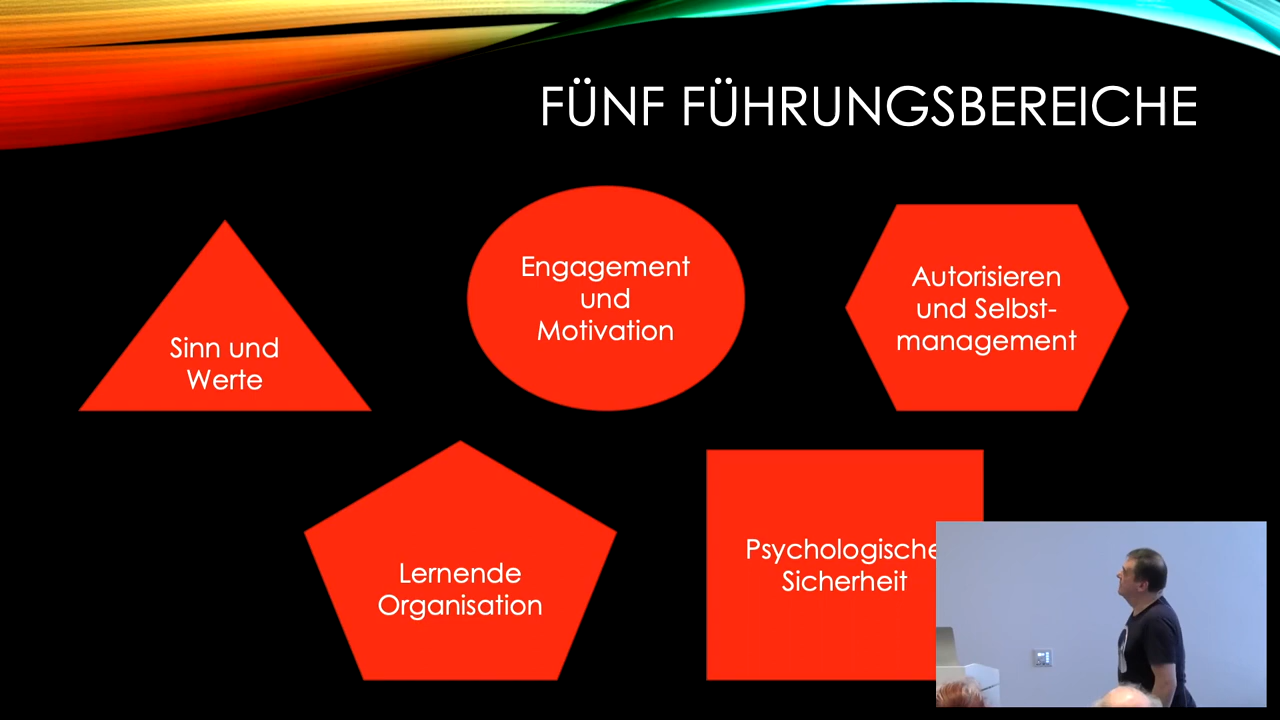 FÜNF FÜHRUNGSBEREICHE
Sinn und
Werte
Engagement
und
Motivation
Autorisieren
und Selbst-
management
Lernende
Organisation
Psychologische
Sicherheit